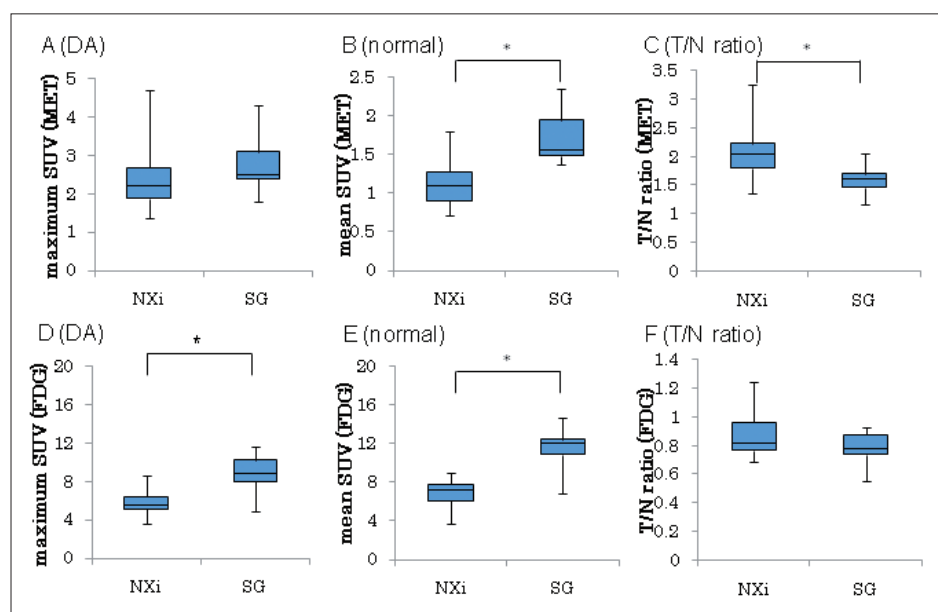 A (DA)
maximum SUV (MET)
5
4
3
2
1
0
NXi
SG
B (normal)
*
mean SUV (MET)
2.5
2
1.5
1
0.5
0
NXi
SG
C (T/N ratio)
*
T/N ratio (MET)
3.5
3
2.5
2
1.5
1
0.5
0
NXi
SG
D (DA)
*
maximum SUV (FDG)
20
16
12
8
4
0
NXi
SG
E (normal)
*
mean SUV (FDG)
20
16
12
8
4
0
NXi
SG
F (T/N ratio)
T/N ratio (FDG)
1.4
1.2
1
0.8
0.6
0.4
0.2
0
NXi
SG